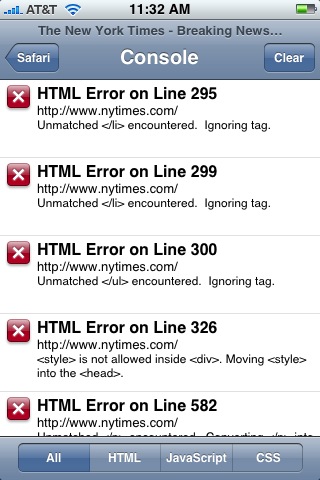 AT&T 11:32 AM
The New York Times - Breaking News...
Safari Console Clear
HTML Error on Line 295
http://www.nytimes.com/
Unmatched </li> encountered. Ignoring tag.
HTML Error on Line 299
http://www.nytimes.com/
Unmatched </li> encountered. Ignoring tag.
HTML Error on Line 300
http://www.nytimes.com/
Unmatched </ul> encountered. Ignoring tag.
HTML Error on Line 326
http://www.nytimes.com/
<style> is not allowed inside <div>. Moving <style>
into the <head>.
HTML Error on Line 582
http://www.nytimes.com/
Unmatched </p> encountered. Converting </p> into
All HTML JavaScript CSS